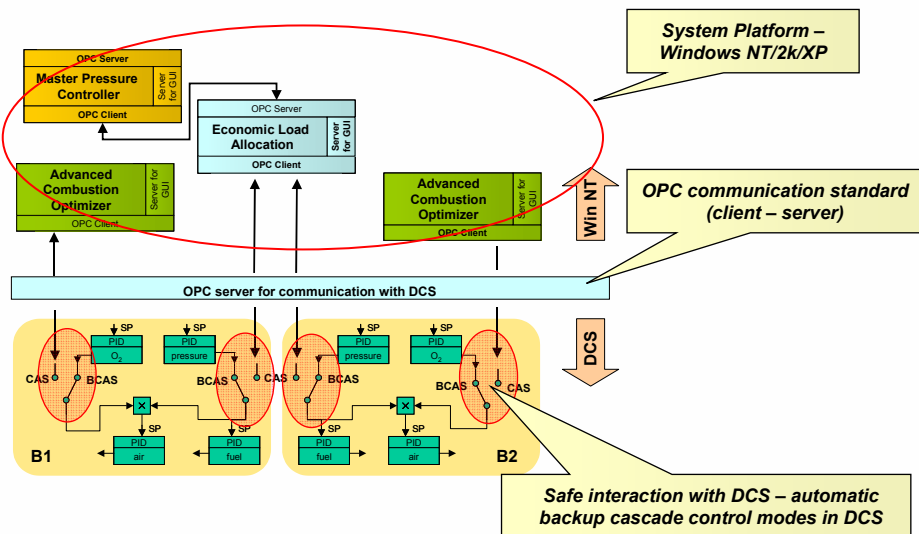 System Platform –
Windows NT/2k/XP
OPC Server
Master Pressure
Controller
Server
for GUI
OPC Client
OPC Server
Economic Load
Allocation
Server
for GUI
OPC Client
Advanced
Combustion
Optimizer
Server for
GUI
OPC Client
Advanced
Combustion
Optimizer
Server for
GUI
OPC Client
Win NT
OPC communication standard
(client – server)
OPC server for communication with DCS
DCS
SP
PID
O2
SP
PID
pressure
SP
PID
pressure
SP
PID
O2
CAS
BCAS
BCAS
CAS
BCAS
BCAS
CAS
×
×
SP
SP
SP
SP
B1
PID
air
PID
fuel
PID
fuel
PID
air
B2
Safe interaction with DCS – automatic
backup cascade control modes in DCS